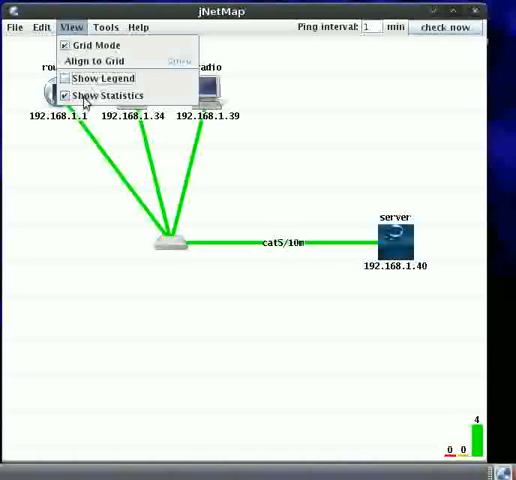 jNetMap
File Edit View Tools Help Ping interval: 1 min check now
Grid Mode
Align to Grid
Show Legend
Show Statistics
192.168.1.1 192.168.1.34 192.168.1.39
server
cat5/10m
192.168.1.40
4
0 0